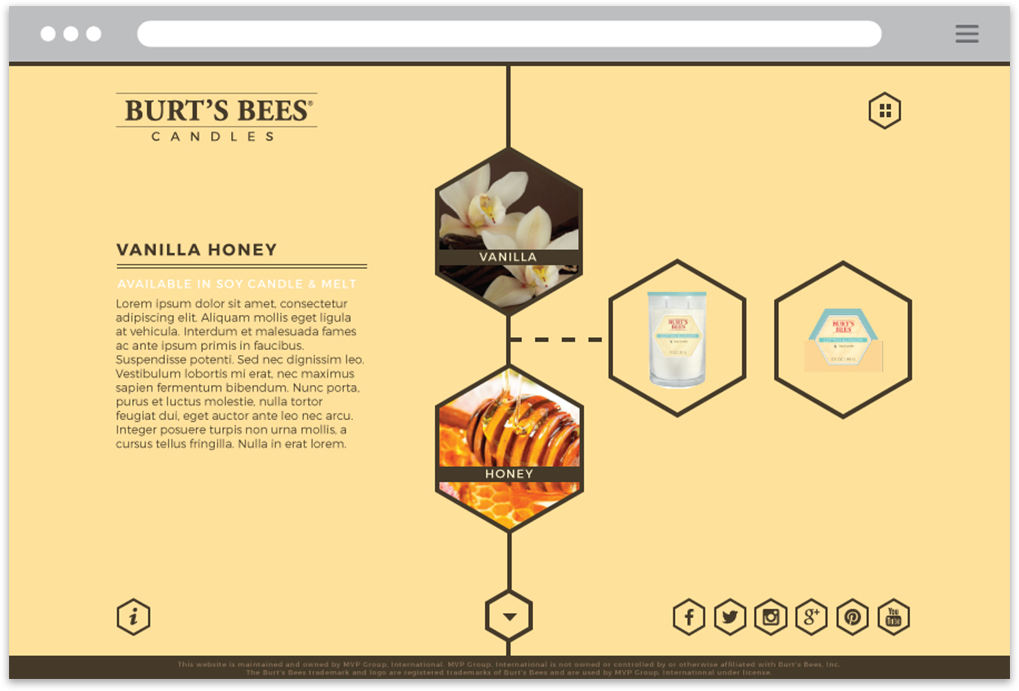 BURT'S BEES®
CANDLES
VANILLA
VANILLA HONEY
AVAILABLE IN SOY CANDLE & MELT
Lorem ipsum dolor sit amet, consectetur
adipiscing elit. Aliquam mollis eget ligula
at vehicula. Interdum et malesuada fames
ac ante ipsum primis in faucibus.
Suspendisse potenti. Sed nec dignissim leo.
Vestibulum lobortis mi erat, nec maximus
sapien fermentum bibendum. Nunc porta,
purus et luctus molestie, nulla tortor
feugiat dui, eget auctor ante leo nec arcu.
Integer posuere turpis non urna mollis, a
cursus tellus fringilla. Nulla in erat lorem.
BURT'S
BEES
BURT'S
BEES
HONEY
i
f
g+
You
Tube
This website is maintained and owned by MVP Group, International. MVP Group, International is not owned or controlled by or otherwise affiliated with Burt's Bees, Inc.
The Burt's Bees trademark and logo are registered trademarks of Burt's Bees and are used by MVP Group, International under license.